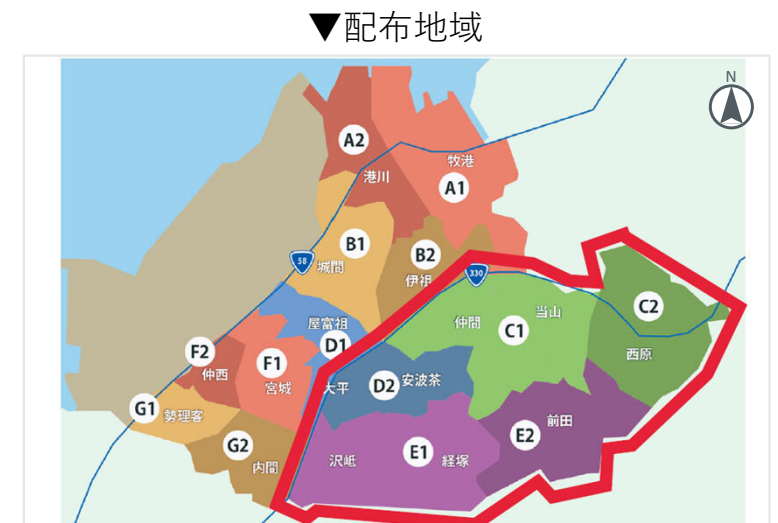 ▼配布地域
N
A2
港川
牧港
A1
B1
城間
58
B2
伊祖
330
仲間
当山
C1
C2
西原
屋富祖
D1
F2
仲西
F1
宮城
大平
D2
安波茶
G1
勢理客
G2
内間
沢岻
E1
経塚
E2
前田